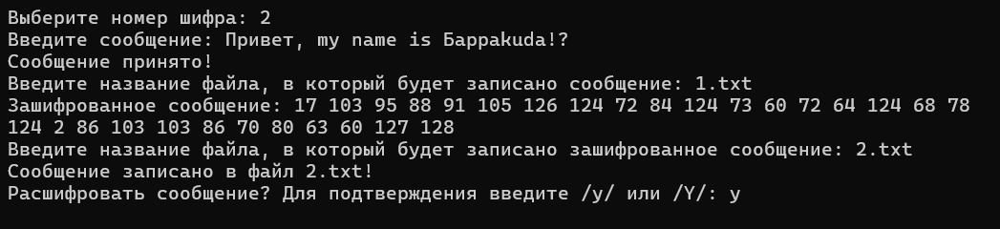 Выберите номер шифра: 2
Введите сообщение: Привет, my name is Барраkuda!?
Сообщение принято!
Введите название файла, в который будет записано сообщение: 1.txt
Зашифрованное сообщение: 17 103 95 88 91 105 126 124 72 84 124 73 60 72 64 124 68 78
124 2 86 103 103 86 70 80 63 60 127 128
Введите название файла, в который будет записано зашифрованное сообщение: 2.txt
Сообщение записано в файл 2.txt!
Расшифровать сообщение? Для подтверждения введите /y/ или /Y/: y